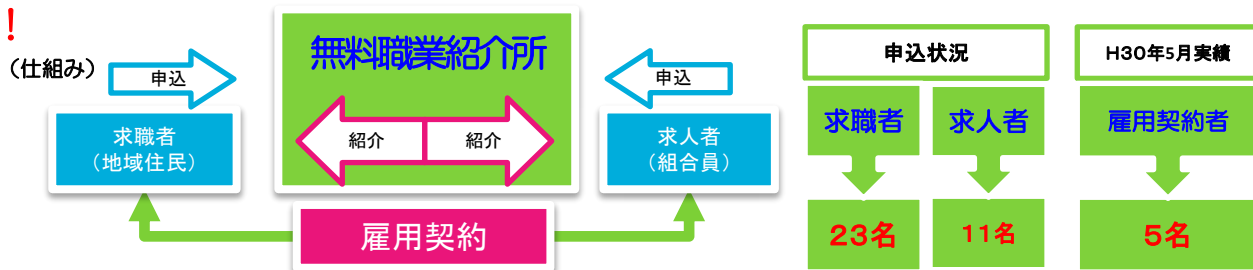 !
(仕組み)
申込
無料職業紹介所
申込
求職者
(地域住民)
紹介
紹介
求人者
(組合員)
雇用契約
申込状況
求職者
求人者
23名
11名
H30年5月実績
雇用契約者
5名